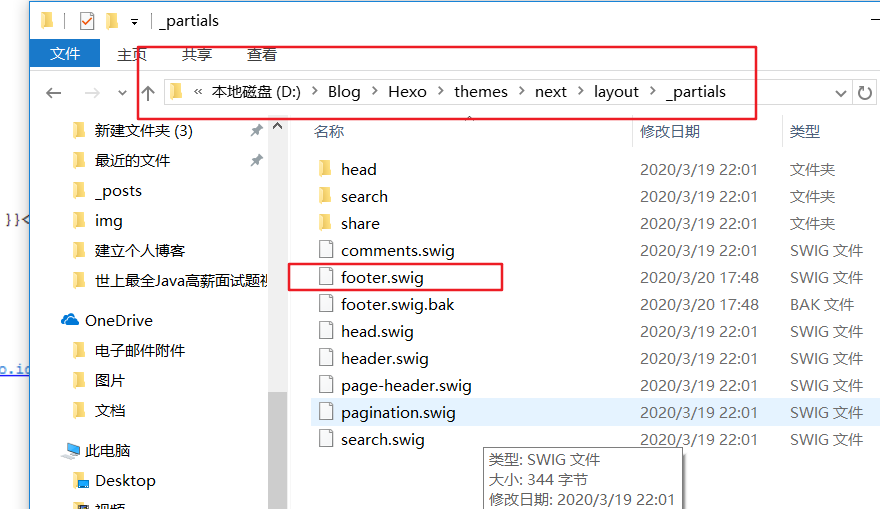 _partials
文件 主页 共享 查看
« 本地磁盘 (D:) > Blog > Hexo > themes > next > layout > _partials
新建文件夹 (3)
最近的文件
_posts
img
建立个人博客
世上最全Java高薪面试题视
OneDrive
电子邮件附件
图片
文档
此电脑
Desktop
视频
}}<
o.io
名称 修改日期 类型
head 2020/3/19 22:01 文件夹
search 2020/3/19 22:01 文件夹
share 2020/3/19 22:01 文件夹
comments.swig 2020/3/19 22:01 SWIG 文件
footer.swig 2020/3/20 17:48 SWIG 文件
footer.swig.bak 2020/3/20 17:48 BAK 文件
head.swig 2020/3/19 22:01 SWIG 文件
header.swig 2020/3/19 22:01 SWIG 文件
page-header.swig 2020/3/19 22:01 SWIG 文件
pagination.swig 2020/3/19 22:01 SWIG 文件
search.swig 2020/3/19 22:01 SWIG 文件
类型: SWIG 文件
大小: 344 字节
修改日期: 2020/3/19 22:01